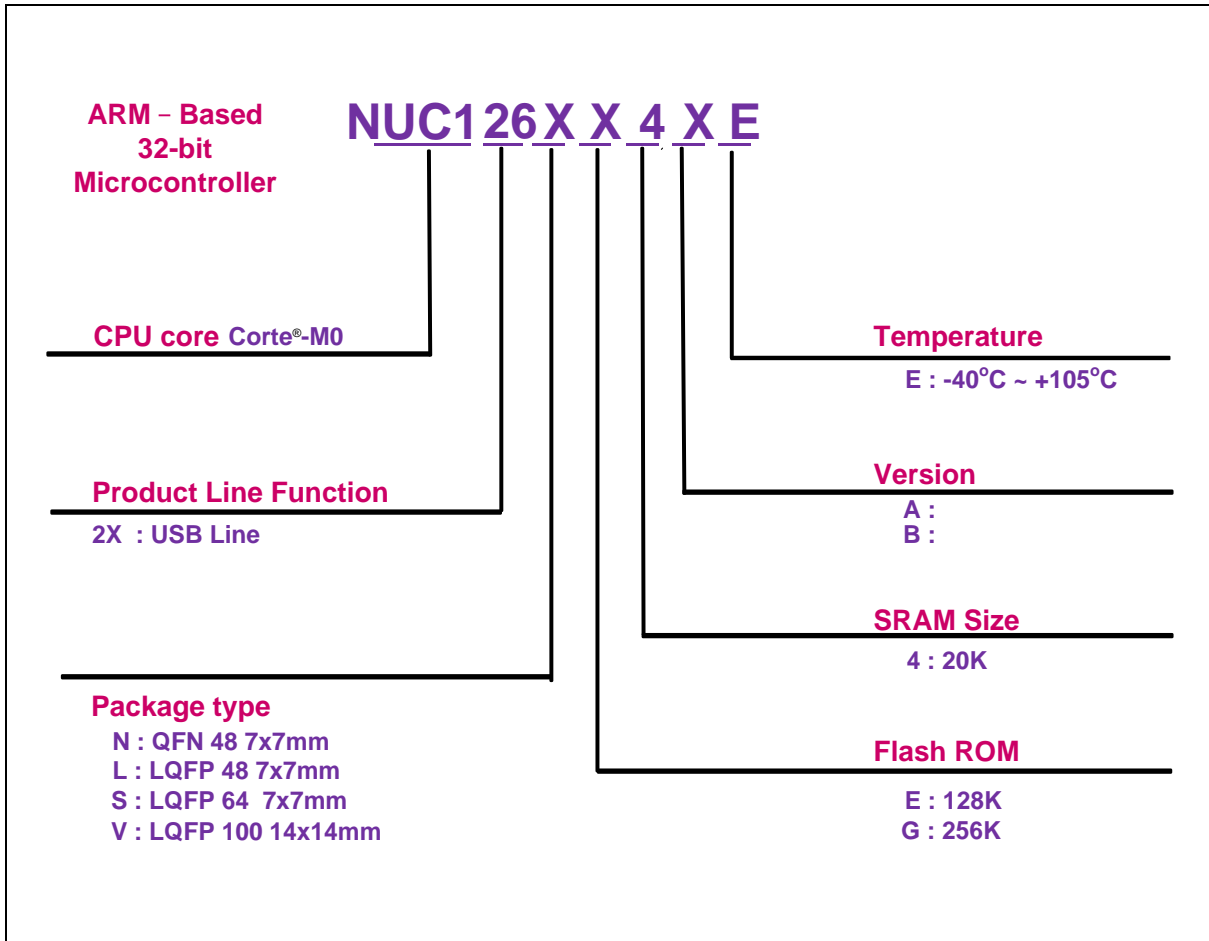 ARM – Based
32-bit
Microcontroller
NUC126XX4XE
CPU core Corte®-M0
Product Line Function
2X : USB Line
Package type
N : QFN 48 7x7mm
L : LQFP 48 7x7mm
S : LQFP 64 7x7mm
V : LQFP 100 14x14mm
Temperature
E : -40°C ~ +105°C
Version
A :
B :
SRAM Size
4 : 20K
Flash ROM
E : 128K
G : 256K